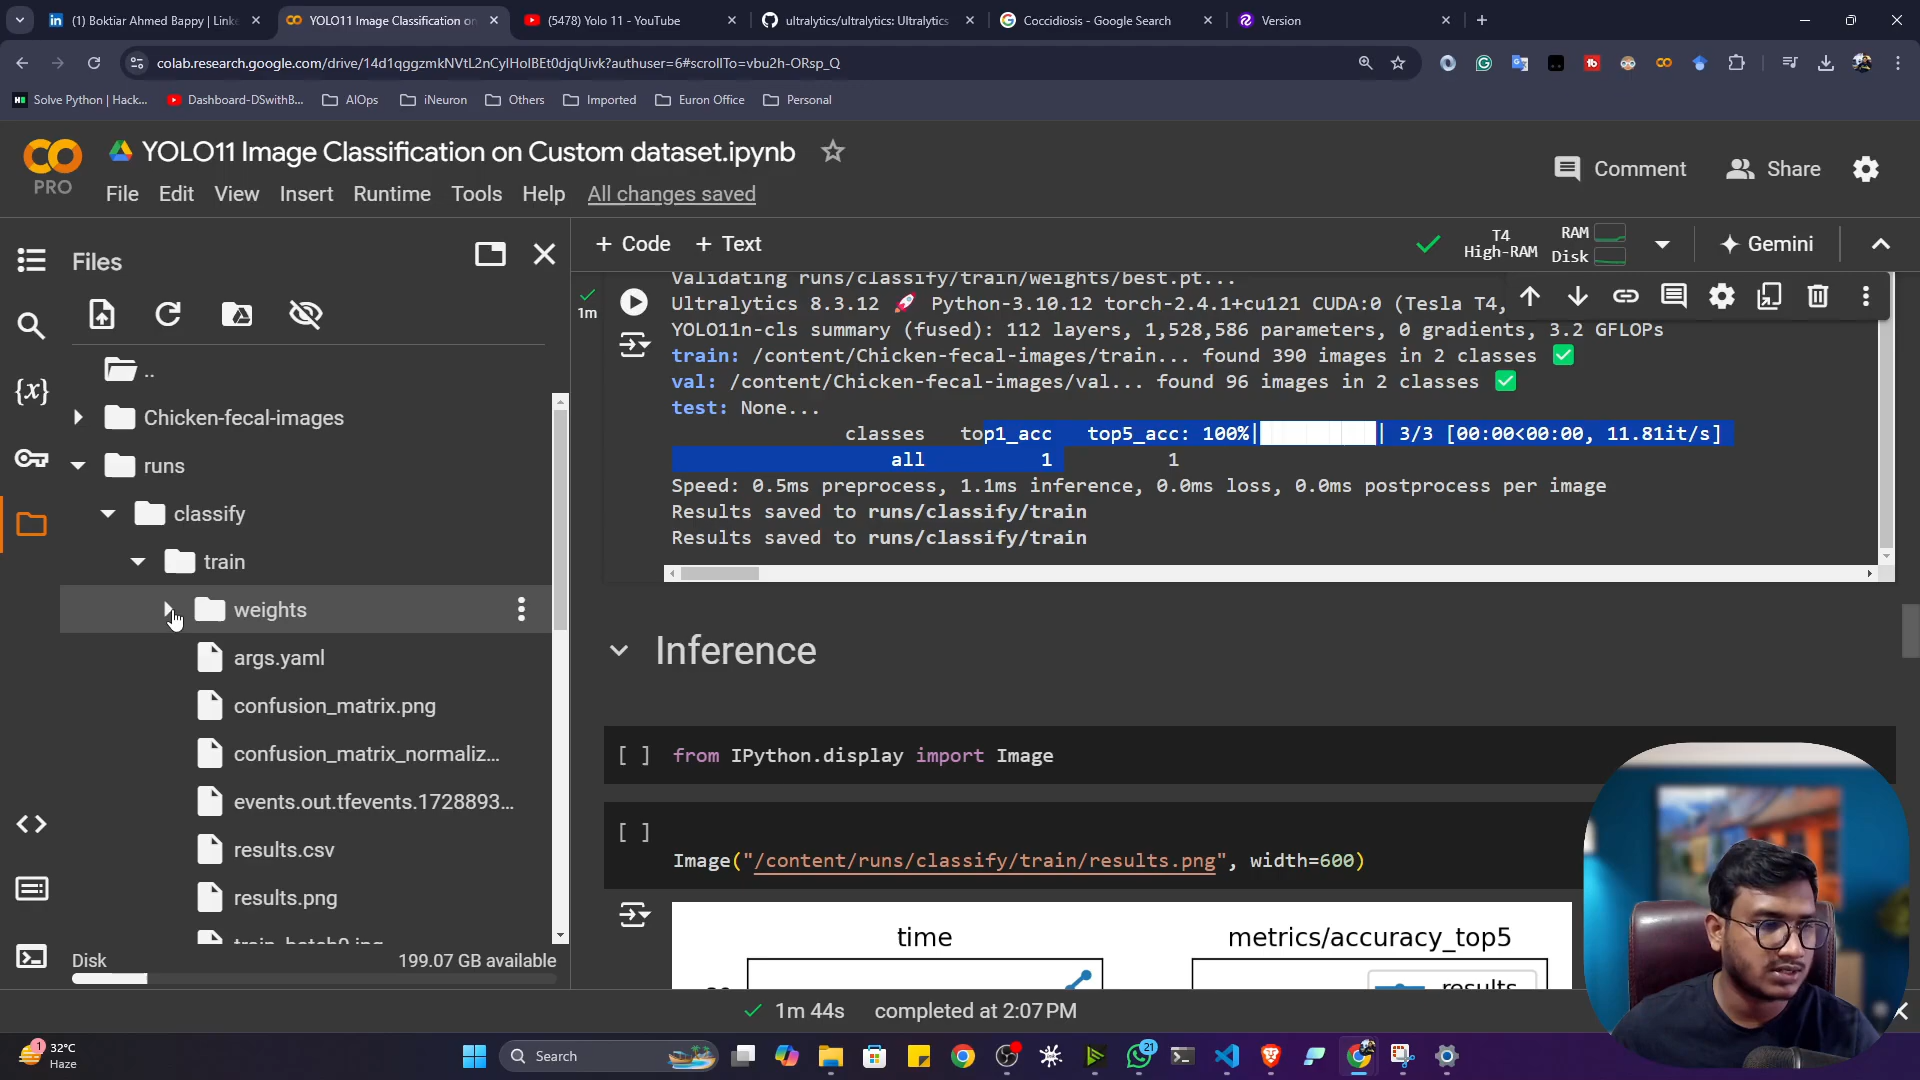 (1) Boktiar Ahmed Bappy | Link
YOLO11 Image Classification on
(5478) Yolo 11 - YouTube
ultralytics/ultralytics: Ultralytics
Coccidiosis - Google Search
Version
colab.research.google.com/drive/14d1qggzmkNVtL2nCylHolBEt0djqUivk?authuser=6#scrollTo=vbu2h-ORsp_Q
Solve Python | Hack...
Dashboard-DSwithB...
AIOps
iNeuron
Others
Imported
Euron Office
Personal
CO
PRO
YOLO11 Image Classification on Custom dataset.ipynb
File Edit View Insert Runtime Tools Help All changes saved
Comment
Share
Files
+ Code + Text
T4
High-RAM
RAM
Disk
Gemini
..
Chicken-fecal-images
runs
classify
train
weights
args.yaml
confusion_matrix.png
confusion_matrix_normaliz...
events.out.tfevents.1728893...
results.csv
results.png
Disk 199.07 GB available
1m
Validating runs/classify/train/weights/best.pt...
Ultralytics 8.3.12 🚀 Python-3.10.12 torch-2.4.1+cu121 CUDA:0 (Tesla T4,
YOLO11n-cls summary (fused): 112 layers, 1,528,586 parameters, 0 gradients, 3.2 GFLOPs
train: /content/Chicken-fecal-images/train... found 390 images in 2 classes ✅
val: /content/Chicken-fecal-images/val... found 96 images in 2 classes ✅
test: None...
classes top1_acc top5_acc: 100%|██████████| 3/3 [00:00<00:00, 11.81it/s]
all 1 1
Speed: 0.5ms preprocess, 1.1ms inference, 0.0ms loss, 0.0ms postprocess per image
Results saved to runs/classify/train
Results saved to runs/classify/train
Inference
[ ] from IPython.display import Image
[ ]
Image("/content/runs/classify/train/results.png", width=600)
time
metrics/accuracy_top5
results
1m 44s completed at 2:07 PM
1
32°C
Haze
Search
21